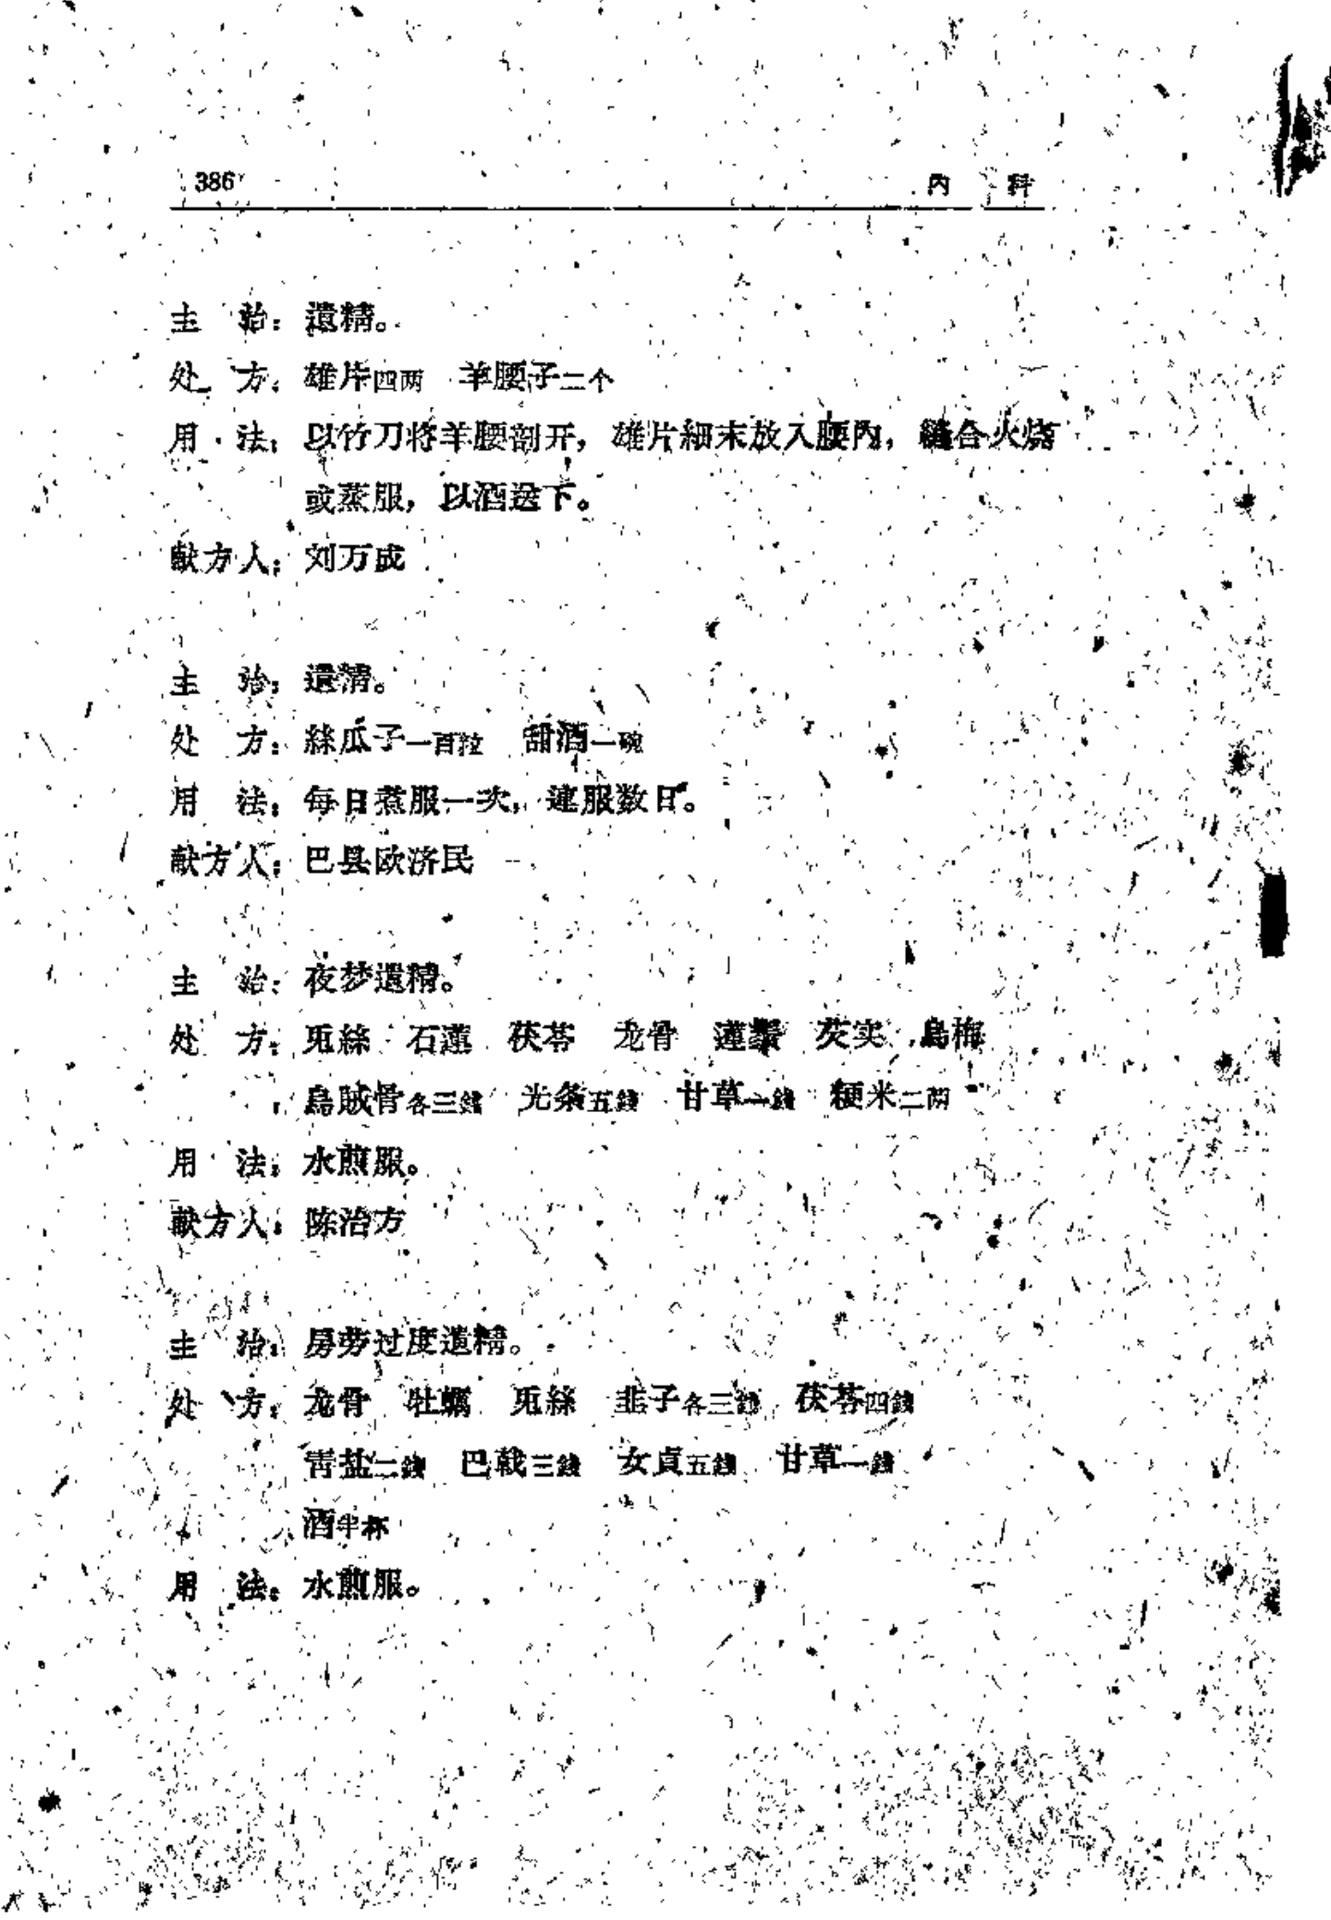 386 內 科
主 治：遺精。
处 方：雄片四两 羊腰子二个
用 法：以竹刀将羊腰剖开，雄片細末放入腰內，縫合火烧
或蒸服，以酒送下。
献方人：刘万成
主 治：遺精。
处 方：絲瓜子一百粒 甜酒一碗
用 法：每日煮服一次，連服数日。
献方人：巴县欧济民
主 治：夜梦遺精。
处 方：兎絲 石蓮 茯苓 龙骨 蓮鬚 芡实 烏梅
烏贼骨各三錢 光条五錢 甘草一錢 粳米二两
用 法：水煎服。
献方人：陈治方
主 治：房劳过度遺精。
处 方：龙骨 牡蠣 兎絲 韭子各三錢 茯苓四錢
靑盐二錢 巴戟三錢 女貞五錢 甘草一錢
酒半杯
用 法：水煎服。